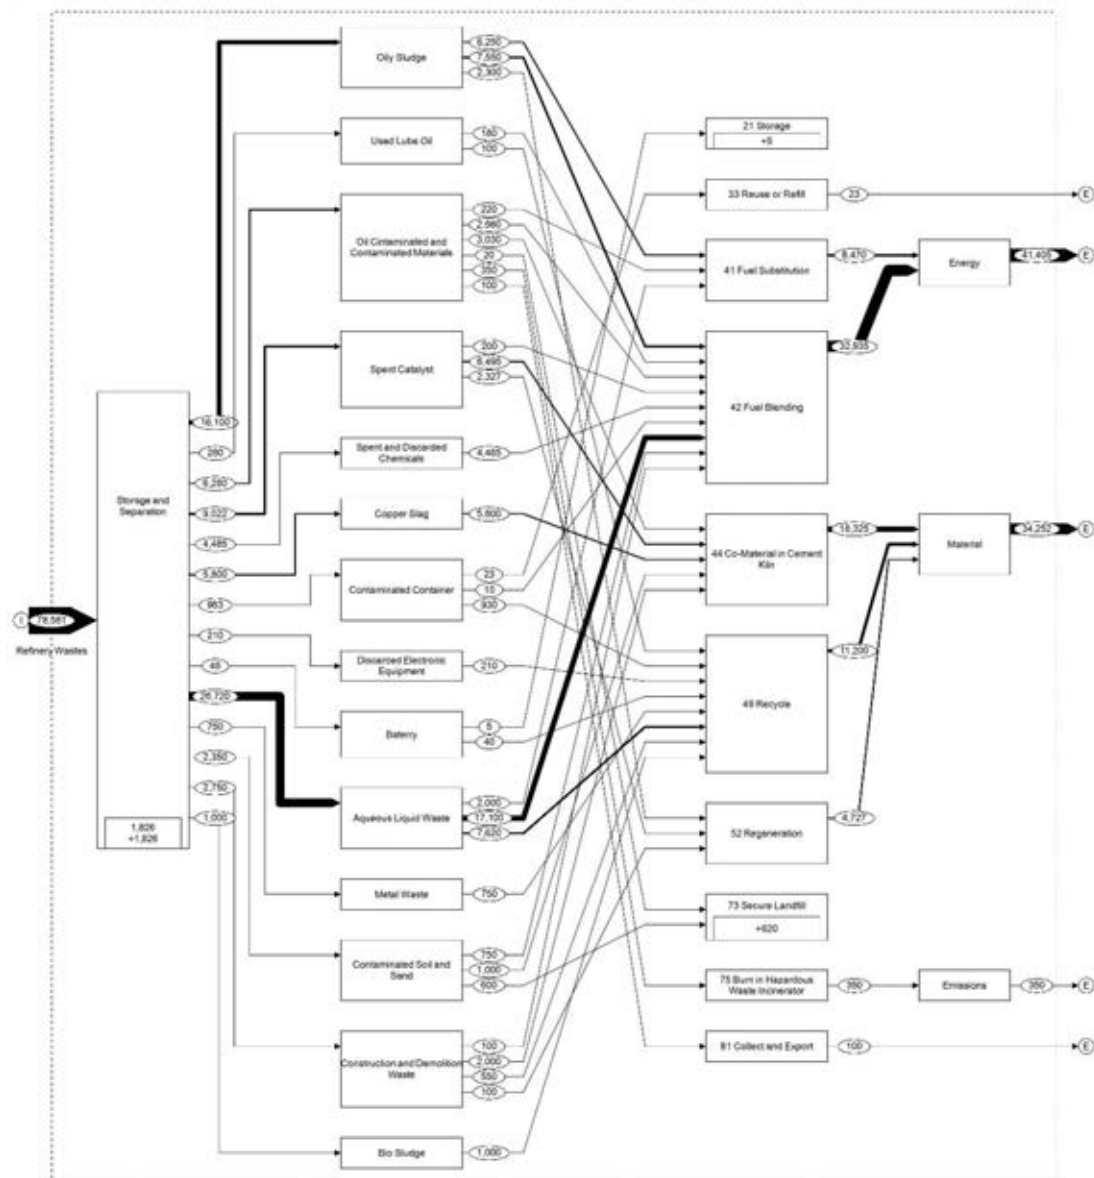 Refinery Wastes
I
78,581
Storage and
Separation
1,826
+1,826
16,100
280
6,280
9,022
4,485
5,800
963
210
45
26,720
750
2,350
2,750
1,000
Oily Sludge
6,250
7,550
2,300
Used Lube Oil
180
100
Oil Cintaminated and
Contaminated Materials
220
2,560
3,030
20
350
100
Spent Catalyst
200
6,495
2,327
Spent and Discarded
Chemicals
4,485
Copper Slag
5,800
Contaminated Container
23
10
930
Discarded Electronic
Equipment
210
Baterry
5
40
Aqueous Liquid Waste
2,000
17,100
7,620
Metal Waste
750
Contaminated Soil and
Sand
750
1,000
600
Construction and Demolition
Waste
100
2,000
550
100
Bio Sludge
1,000
21 Storage
+5
33 Reuse or Refill
23
E
41 Fuel Substitution
8,470
Energy
41,405
E
42 Fuel Blending
32,935
44 Co-Material in Cement
Kiln
18,325
Material
34,252
E
49 Recycle
11,200
52 Regeneration
4,727
73 Secure Landfill
+620
75 Burn in Hazardous
Waste Incinerator
350
Emissions
350
E
81 Collect and Export
100
E